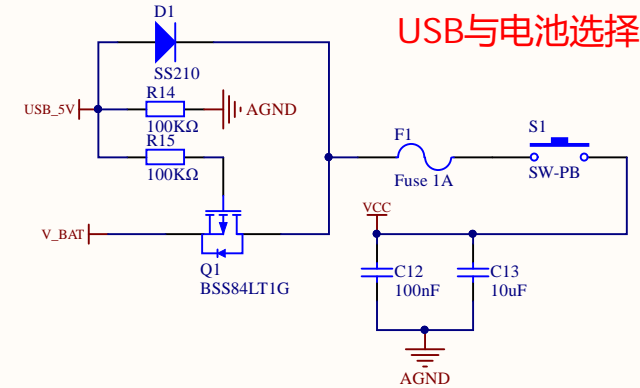 USB与电池选择
D1
SS210
R14
USB_5V
AGND
100KΩ
R15
100KΩ
F1
Fuse 1A
S1
SW-PB
VCC
V_BAT
Q1
BSS84LT1G
C12
100nF
C13
10uF
AGND